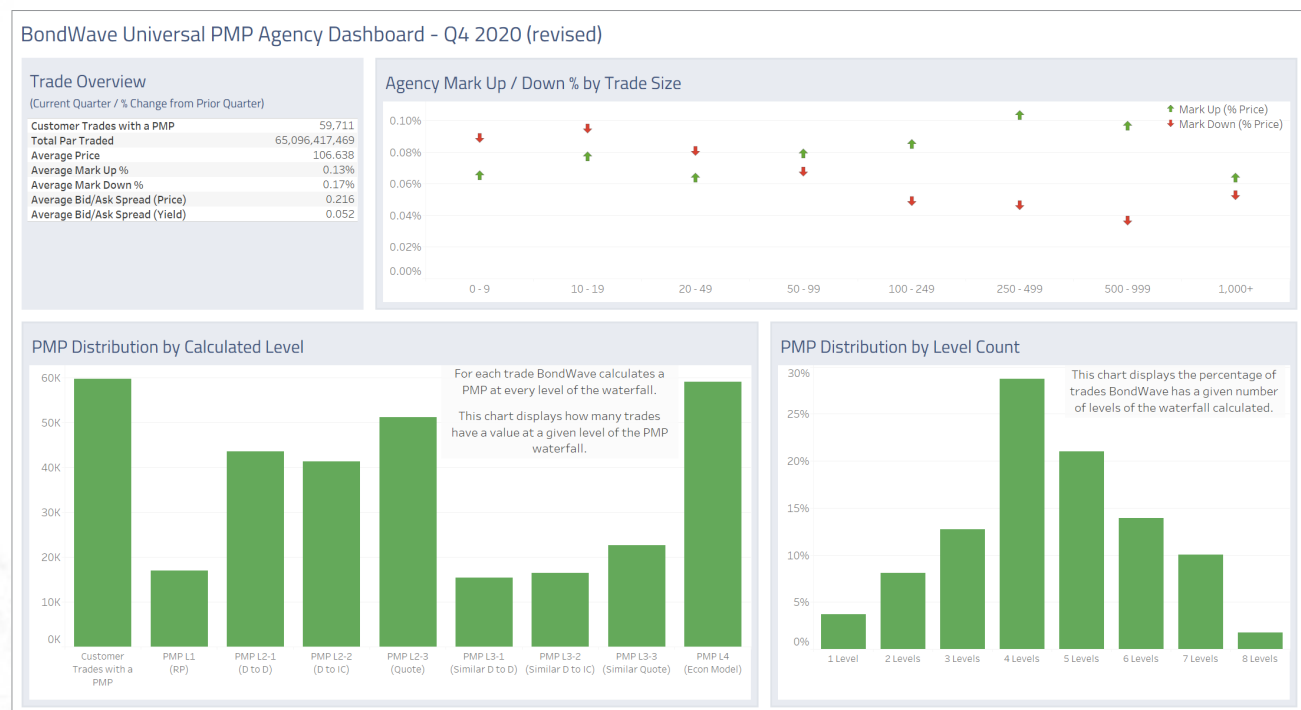 BondWave Universal PMP Agency Dashboard - Q4 2020 (revised)
Trade Overview
(Current Quarter / % Change from Prior Quarter)
Customer Trades with a PMP 59,711
Total Par Traded 65,096,417,469
Average Price 106.638
Average Mark Up % 0.13%
Average Mark Down % 0.17%
Average Bid/Ask Spread (Price) 0.216
Average Bid/Ask Spread (Yield) 0.052
Agency Mark Up / Down % by Trade Size
Mark Up (% Price)
Mark Down (% Price)
0.10%
0.08%
0.06%
0.04%
0.02%
0.00%
0 - 9 10 - 19 20 - 49 50 - 99 100 - 249 250 - 499 500 - 999 1,000+
PMP Distribution by Calculated Level
For each trade BondWave calculates a
PMP at every level of the waterfall.
This chart displays how many trades
have a value at a given level of the PMP
waterfall.
60K
50K
40K
30K
20K
10K
0K
Customer PMP L1 PMP L2-1 PMP L2-2 PMP L2-3 PMP L3-1 PMP L3-2 PMP L3-3 PMP L4
Trades with a (RP) (D to D) (D to IC) (Quote) (Similar D to D) (Similar D to IC) (Similar Quote) (Econ Model)
PMP
PMP Distribution by Level Count
This chart displays the percentage of
trades BondWave has a given number
of levels of the waterfall calculated.
30%
25%
20%
15%
10%
5%
0%
1 Level 2 Levels 3 Levels 4 Levels 5 Levels 6 Levels 7 Levels 8 Levels